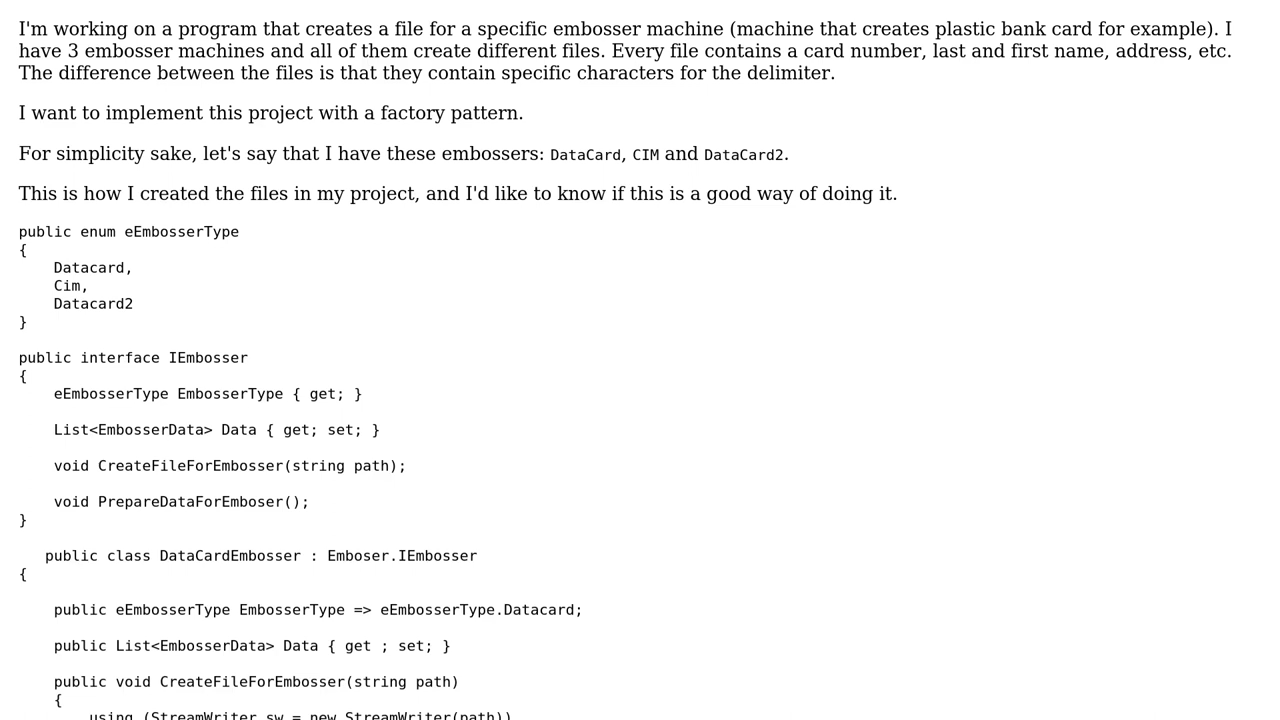 I'm working on a program that creates a file for a specific embosser machine (machine that creates plastic bank card for example). I
have 3 embosser machines and all of them create different files. Every file contains a card number, last and first name, address, etc.
The difference between the files is that they contain specific characters for the delimiter.
I want to implement this project with a factory pattern.
For simplicity sake, let's say that I have these embossers: DataCard, CIM and DataCard2.
This is how I created the files in my project, and I'd like to know if this is a good way of doing it.
public enum eEmbosserType
{
    Datacard,
    Cim,
    Datacard2
}
public interface IEmbosser
{
    eEmbosserType EmbosserType { get; }
    List<EmbosserData> Data { get; set; }
    void CreateFileForEmbosser(string path);
    void PrepareDataForEmboser();
}
   public class DataCardEmbosser : Emboser.IEmbosser
{
    public eEmbosserType EmbosserType => eEmbosserType.Datacard;
    public List<EmbosserData> Data { get ; set; }
    public void CreateFileForEmbosser(string path)
    {
        using (StreamWriter sw = new StreamWriter(path))